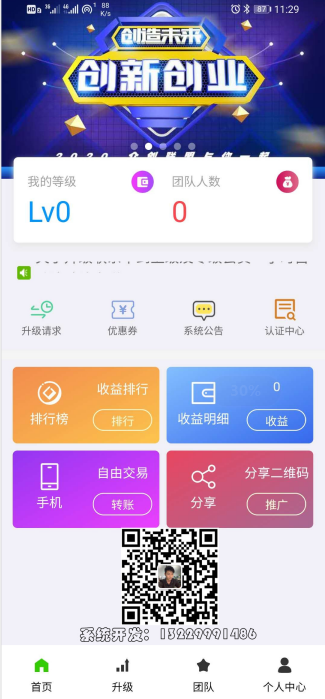 HD 3G 4G 88 K/s 87 11:29
创造未来
创新创业
我的等级
团队人数
Lv0
0
升级请求
优惠券
系统公告
认证中心
收益排行
排行榜
排行
30%
0
收益明细
收益
自由交易
手机
转账
分享二维码
分享
推广
系统开发：13229991486
首页
升级
团队
个人中心